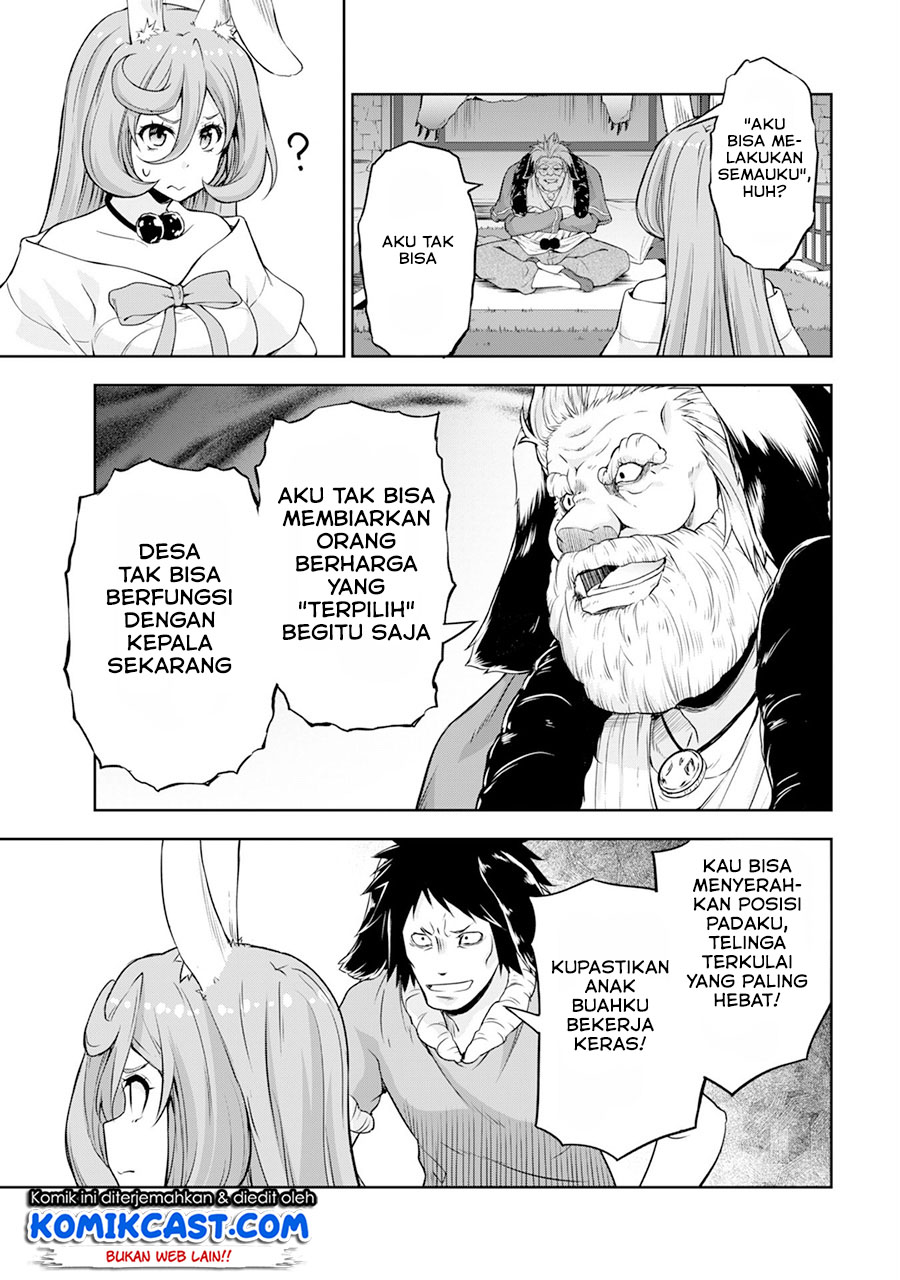 "AKU
BISA ME-
LAKUKAN
SEMAUKU",
HUH?
AKU TAK
BISA
?
AKU TAK BISA
MEMBIARKAN
ORANG
BERHARGA
YANG
"TERPILIH"
BEGITU SAJA
DESA
TAK BISA
BERFUNGSI
DENGAN
KEPALA
SEKARANG
KAU BISA
MENYERAH-
KAN POSISI
PADAKU,
TELINGA
TERKULAI
YANG PALING
HEBAT!
KUPASTIKAN
ANAK
BUAHKU
BEKERJA
KERAS!
Komik ini diterjemahkan & diedit oleh
KOMIKCAST.COM
BUKAN WEB LAIN!!